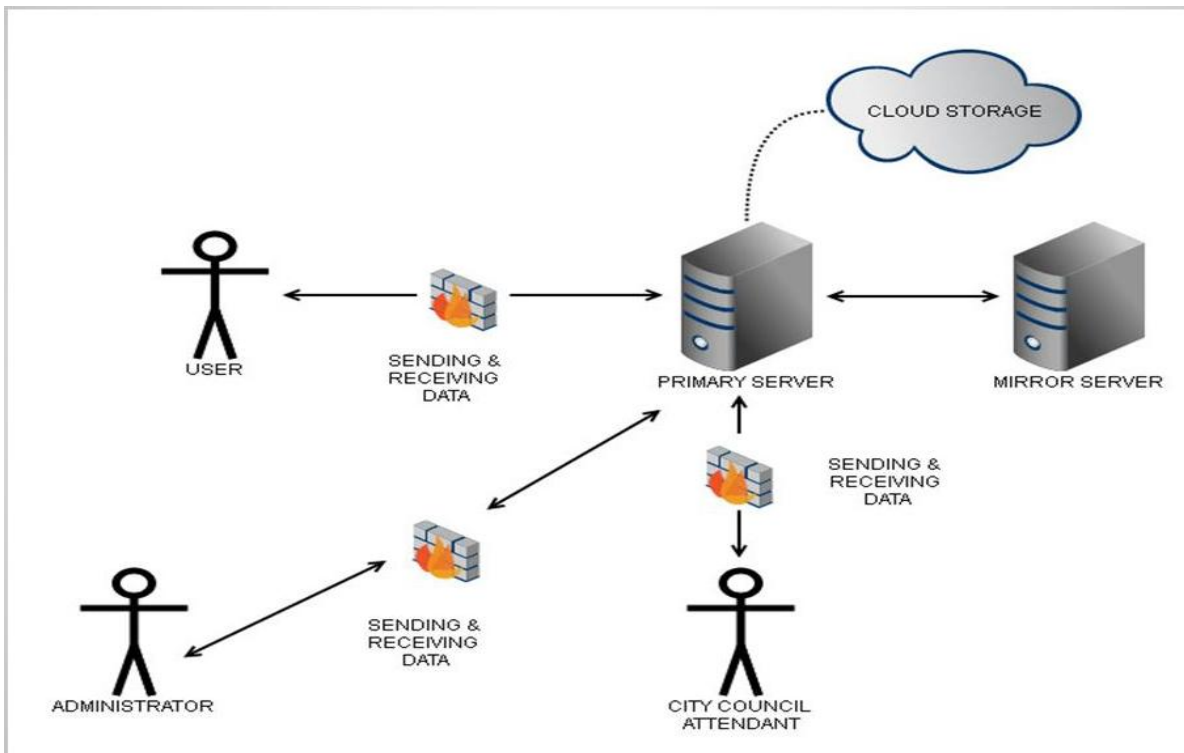 CLOUD STORAGE
USER
SENDING &
RECEIVING
DATA
PRIMARY SERVER
MIRROR SERVER
SENDING &
RECEIVING
DATA
SENDING &
RECEIVING
DATA
ADMINISTRATOR
CITY COUNCIL
ATTENDANT